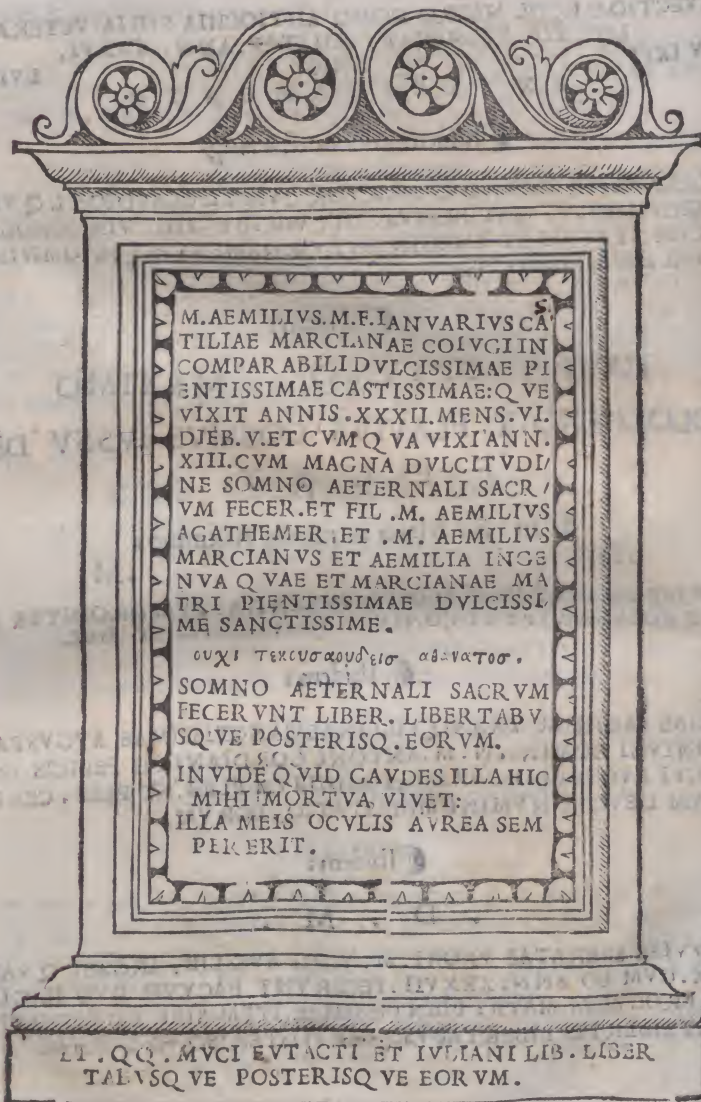 M.AEMILIVS.M.F.IANVARIVS CAS
TILIAE MARCIANAE COIVGI IN
COMPARABILI DVLCISSIMAE PI
ENTISSIMAE CASTISSIMAE:QVE
VIXIT ANNIS.XXXII.MENS.VI.
DIEB.V.ET CVM QVA VIXI ANN.
XIII.CVM MAGNA DVLCITVDI/
NE SOMNO AETERNALI SACR/
VM FECER.ET FIL.M. AEMILIVS
AGATHEMER.ET.M. AEMILIVS
MARCIANVS ET AEMILIA INGE
NVA QVAE ET MARCIANAE MA
TRI PIENTISSIMAE DVLCISSI
ME SANCTISSIME.
ουχι αθανατοσ.
SOMNO AETERNALI SACRVM
FECERVNT LIBER. LIBERTABV
SQVE POSTERISQ.EORVM.
INVIDE QVID GAVDES ILLA HIC
MIHI MORTVA VIVET:
ILLA MEIS OCVLIS AVREA SEM
PER ERIT.
ET.QQ.MVCI EVTACTI ET IVLIANI LIB.LIBER
TABVSQVE POSTERISQVE EORVM.